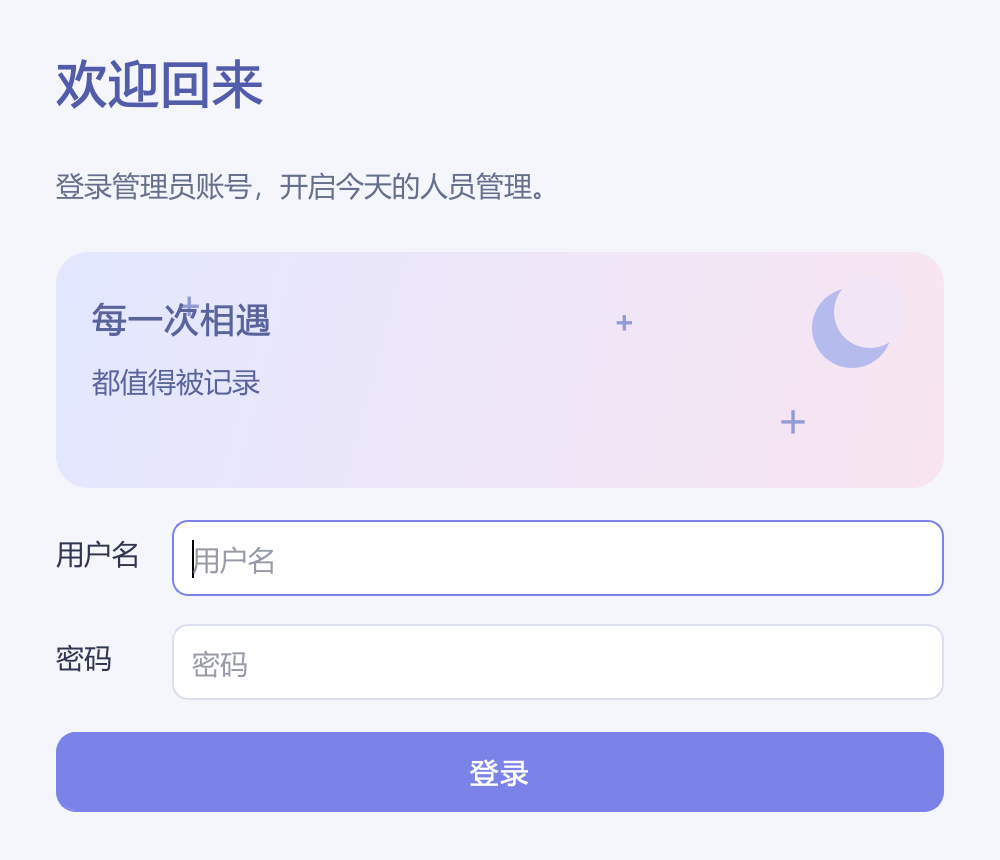 欢迎回来
登录管理员账号，开启今天的人员管理。
每一次相遇
都值得被记录
用户名
用户名
密码
密码
登录